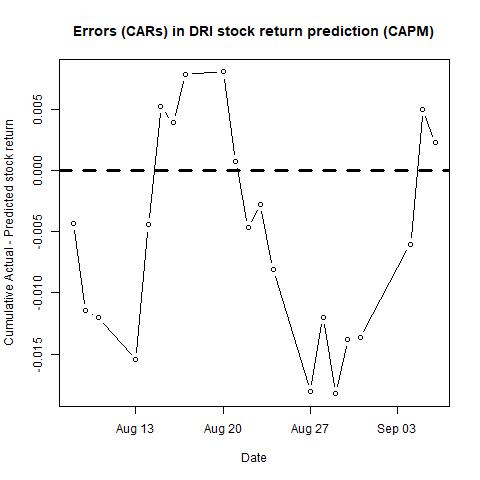 Errors (CARs) in DRI stock return prediction (CAPM)
Cumulative Actual - Predicted stock return
0.005
0.000
-0.005
-0.010
-0.015
Aug 13 Aug 20 Aug 27 Sep 03
Date